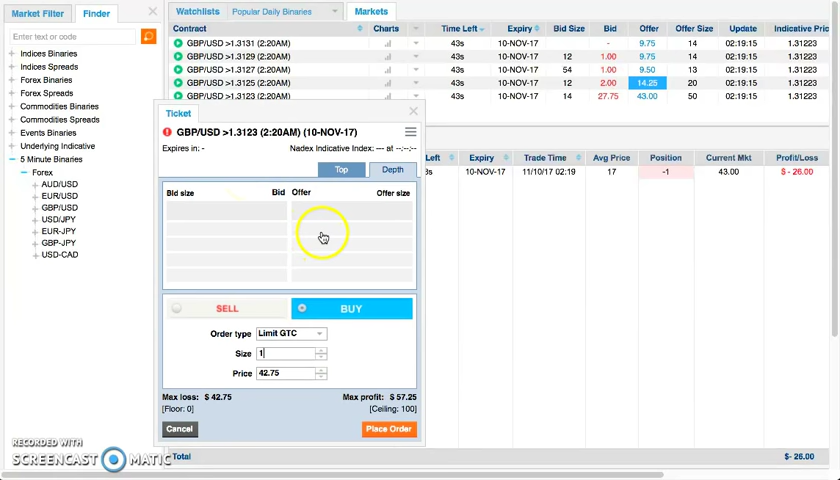 Market Filter Finder
Enter text or code
Indices Binaries
Indices Spreads
Forex Binaries
Forex Spreads
Commodities Binaries
Commodities Spreads
Events Binaries
Underlying Indicative
5 Minute Binaries
Forex
AUD/USD
EUR/USD
GBP/USD
USD/JPY
EUR-JPY
GBP-JPY
USD-CAD
Watchlists Popular Daily Binaries Markets
Contract Charts Time Left Expiry Bid Size Bid Offer Offer Size Update Indicative Pric
GBP/USD >1.3131 (2:20AM) 43s 10-NOV-17 - 9.75 14 02:19:15 1.31223
GBP/USD >1.3129 (2:20AM) 43s 10-NOV-17 12 1.00 9.75 14 02:19:15 1.31223
GBP/USD >1.3127 (2:20AM) 43s 10-NOV-17 54 1.00 9.50 13 02:19:15 1.31223
GBP/USD >1.3125 (2:20AM) 43s 10-NOV-17 12 2.00 14.25 20 02:19:15 1.31223
GBP/USD >1.3123 (2:20AM) 43s 10-NOV-17 14 27.75 43.00 50 02:19:15 1.31223
Left Expiry Trade Time Avg Price Position Current Mkt Profit/Loss
10-NOV-17 11/10/17 02:19 17 -1 43.00 $ - 26.00
Ticket
GBP/USD >1.3123 (2:20AM) (10-NOV-17)
Expires in: - Nadex Indicative Index: --- at --:--:--
Top Depth
Bid size Bid Offer Offer size
SELL BUY
Order type Limit GTC
Size 1
Price 42.75
Max loss: $ 42.75 Max profit: $ 57.25
[Floor: 0] [Ceiling: 100]
Cancel Place Order
Total $- 26.00
RECORDED WITH
SCREENCAST MATIC